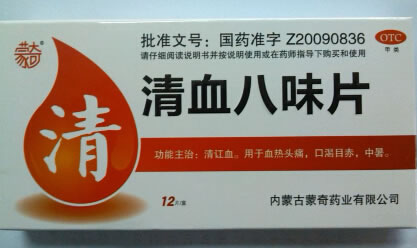 蒙奇
批准文号：国药准字 Z20090836
请仔细阅读说明书并按说明使用或在药师指导下购买和使用
OTC
甲类
清血八味片
清
功能主治：清讧血。用于血热头痛，口渴目赤，中暑。
12片/盒
内蒙古蒙奇药业有限公司